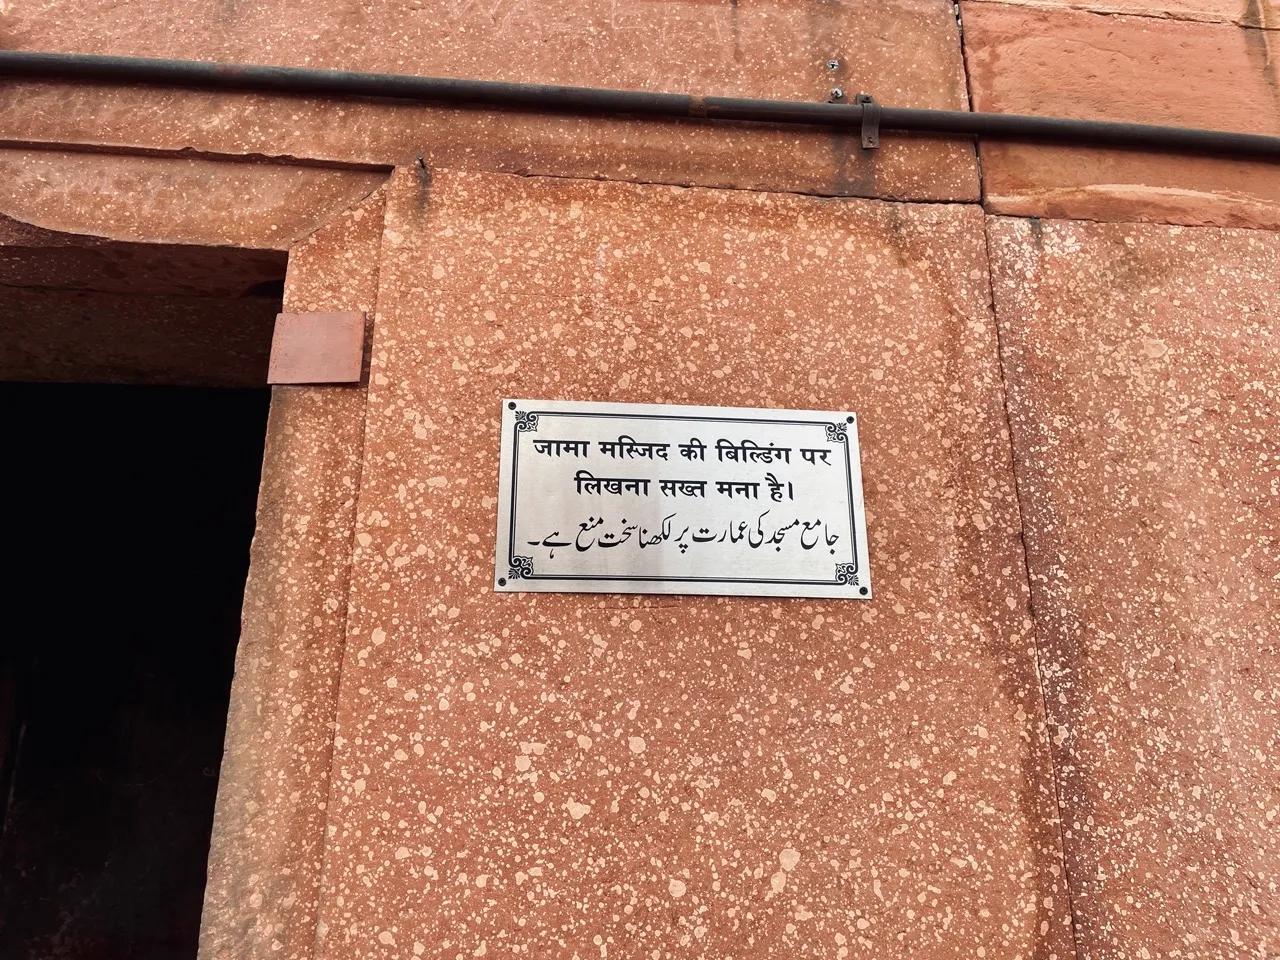 जामा मस्जिद की बिल्डिंग पर
लिखना सख्त मना है।
جامع مسجد کی عمارت پر لکھنا سخت منع ہے۔